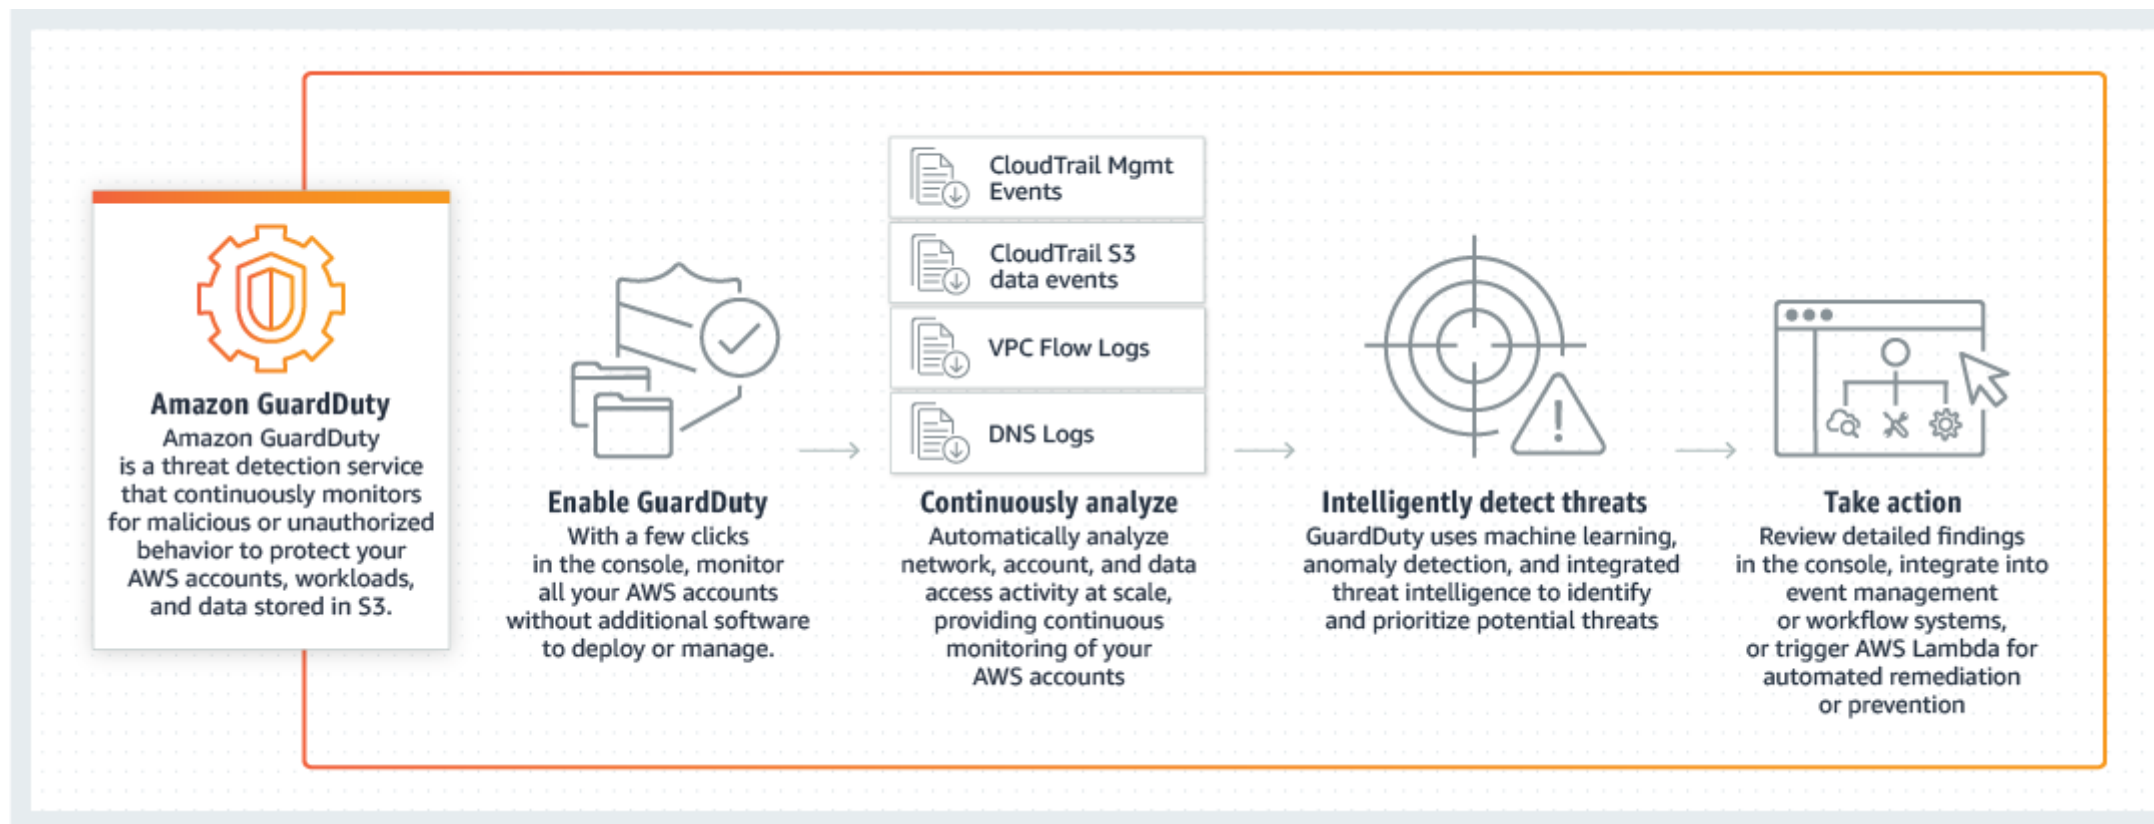 Amazon GuardDuty
Amazon GuardDuty
is a threat detection service
that continuously monitors
for malicious or unauthorized
behavior to protect your
AWS accounts, workloads,
and data stored in S3.
Enable GuardDuty
With a few clicks
in the console, monitor
all your AWS accounts
without additional software
to deploy or manage.
CloudTrail Mgmt
Events
CloudTrail S3
data events
VPC Flow Logs
DNS Logs
Continuously analyze
Automatically analyze
network, account, and data
access activity at scale,
providing continuous
monitoring of your
AWS accounts
Intelligently detect threats
GuardDuty uses machine learning,
anomaly detection, and integrated
threat intelligence to identify
and prioritize potential threats
Take action
Review detailed findings
in the console, integrate into
event management
or workflow systems,
or trigger AWS Lambda for
automated remediation
or prevention